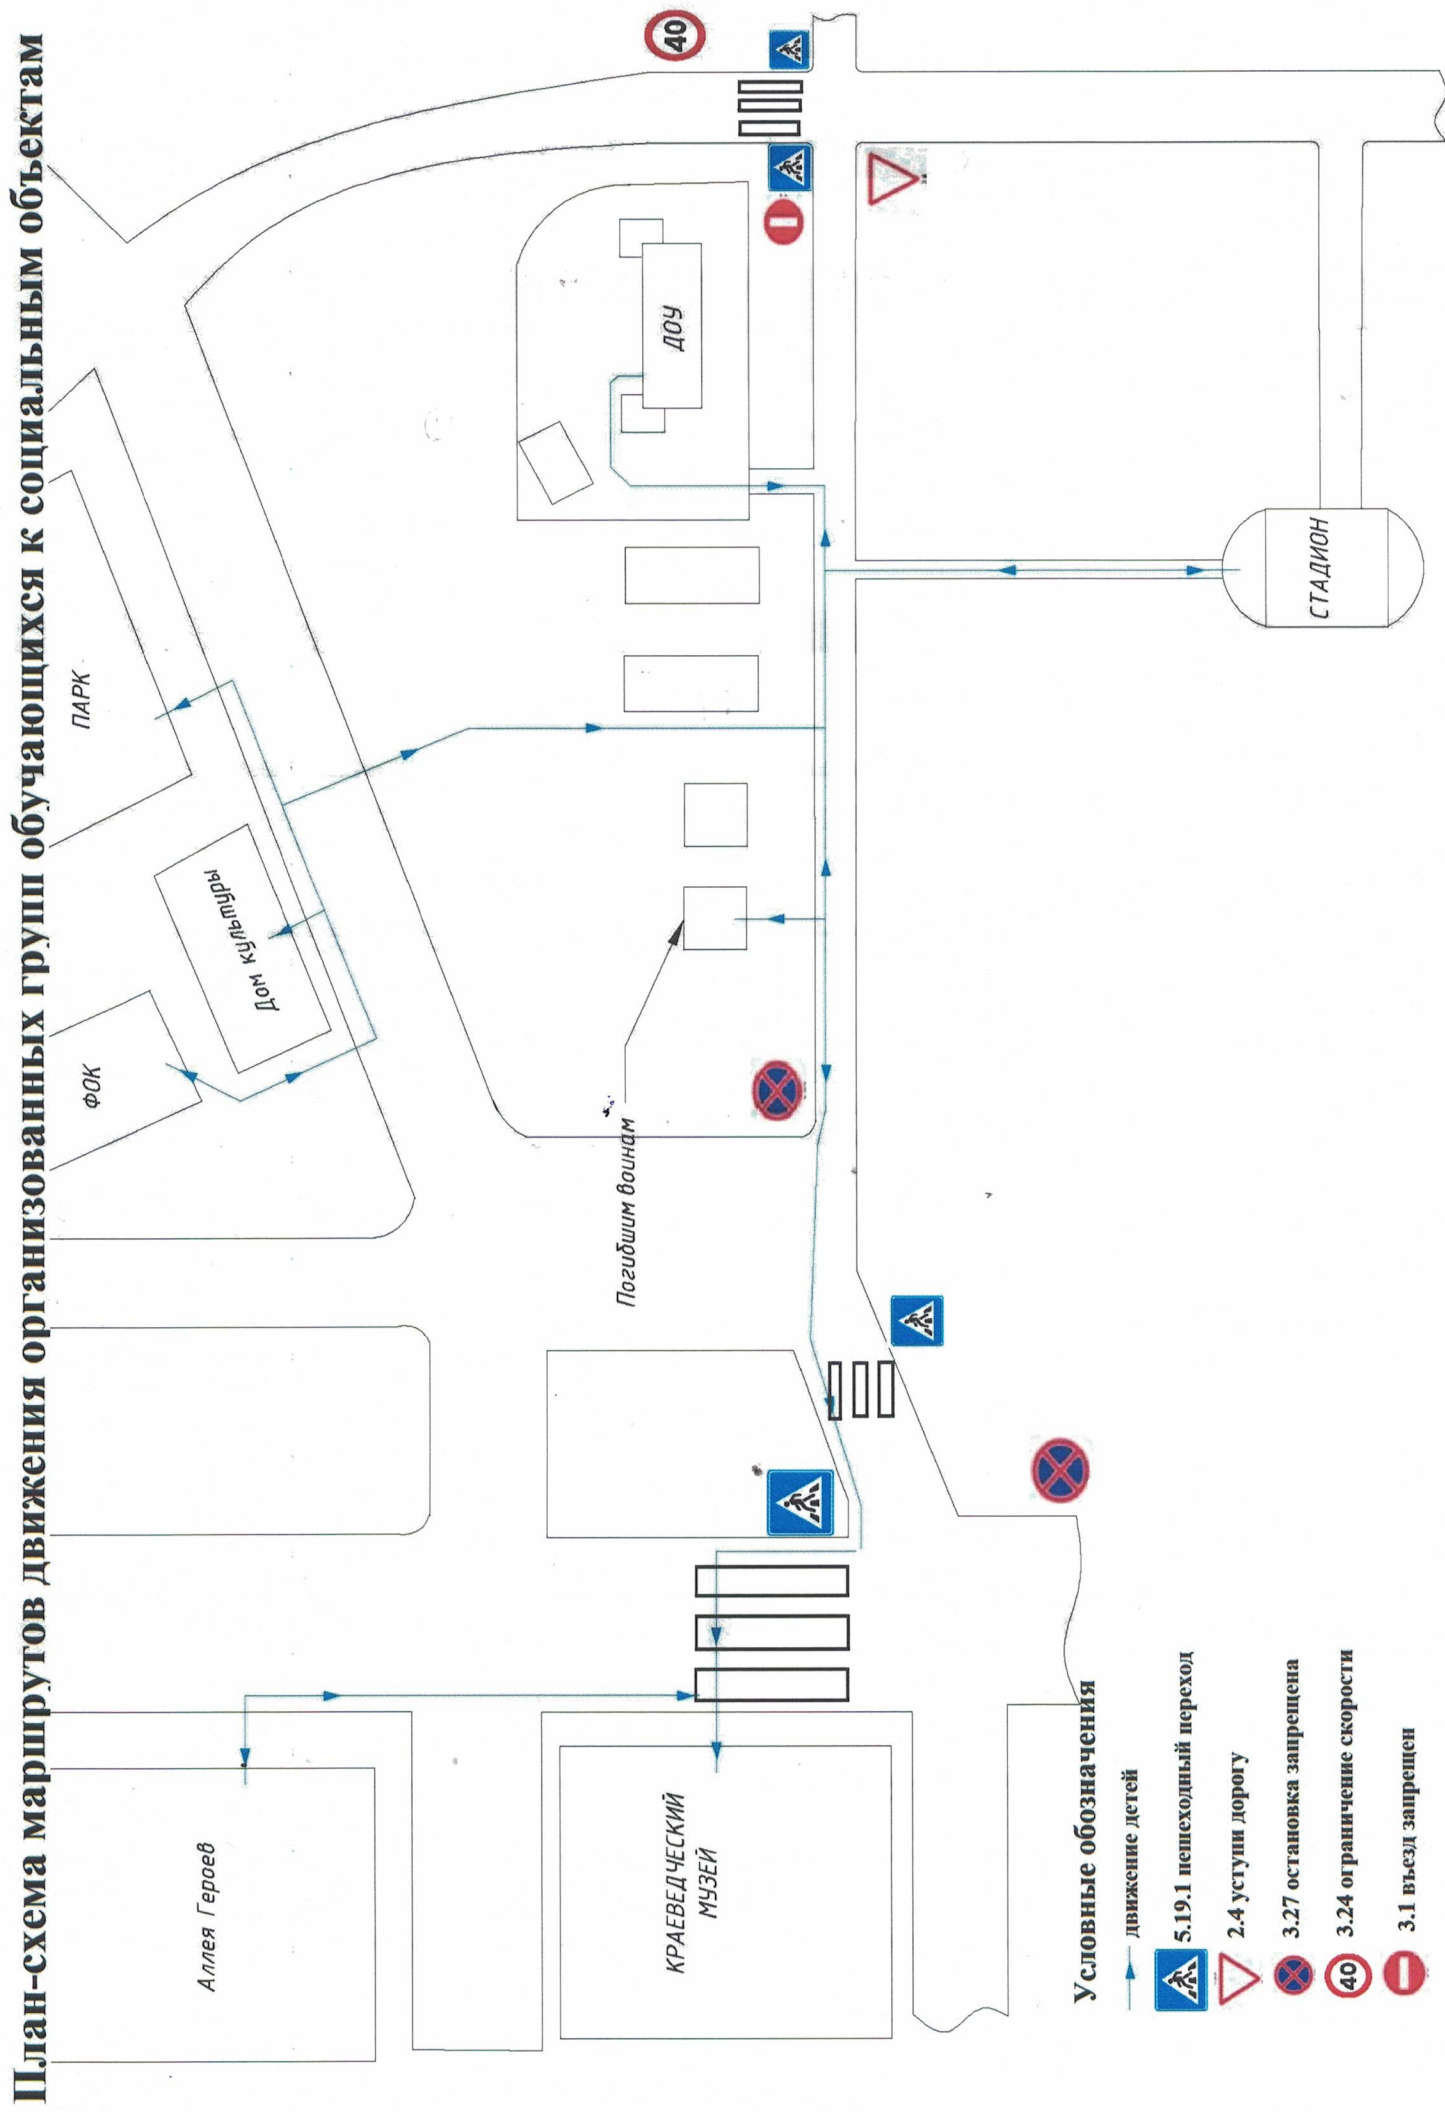 План-схема маршрутов движения организованных групп обучающихся к социальным объектам
Аллея Героев
ФОК
Дом культуры
ПАРК
КРАЕВЕДЧЕСКИЙ
МУЗЕЙ
Погибшим воинам
ДОУ
40
СТАДИОН
Условные обозначения
движение детей
5.19.1 пешеходный переход
2.4 уступи дорогу
3.27 остановка запрещена
40
3.24 ограничение скорости
3.1 въезд запрещен